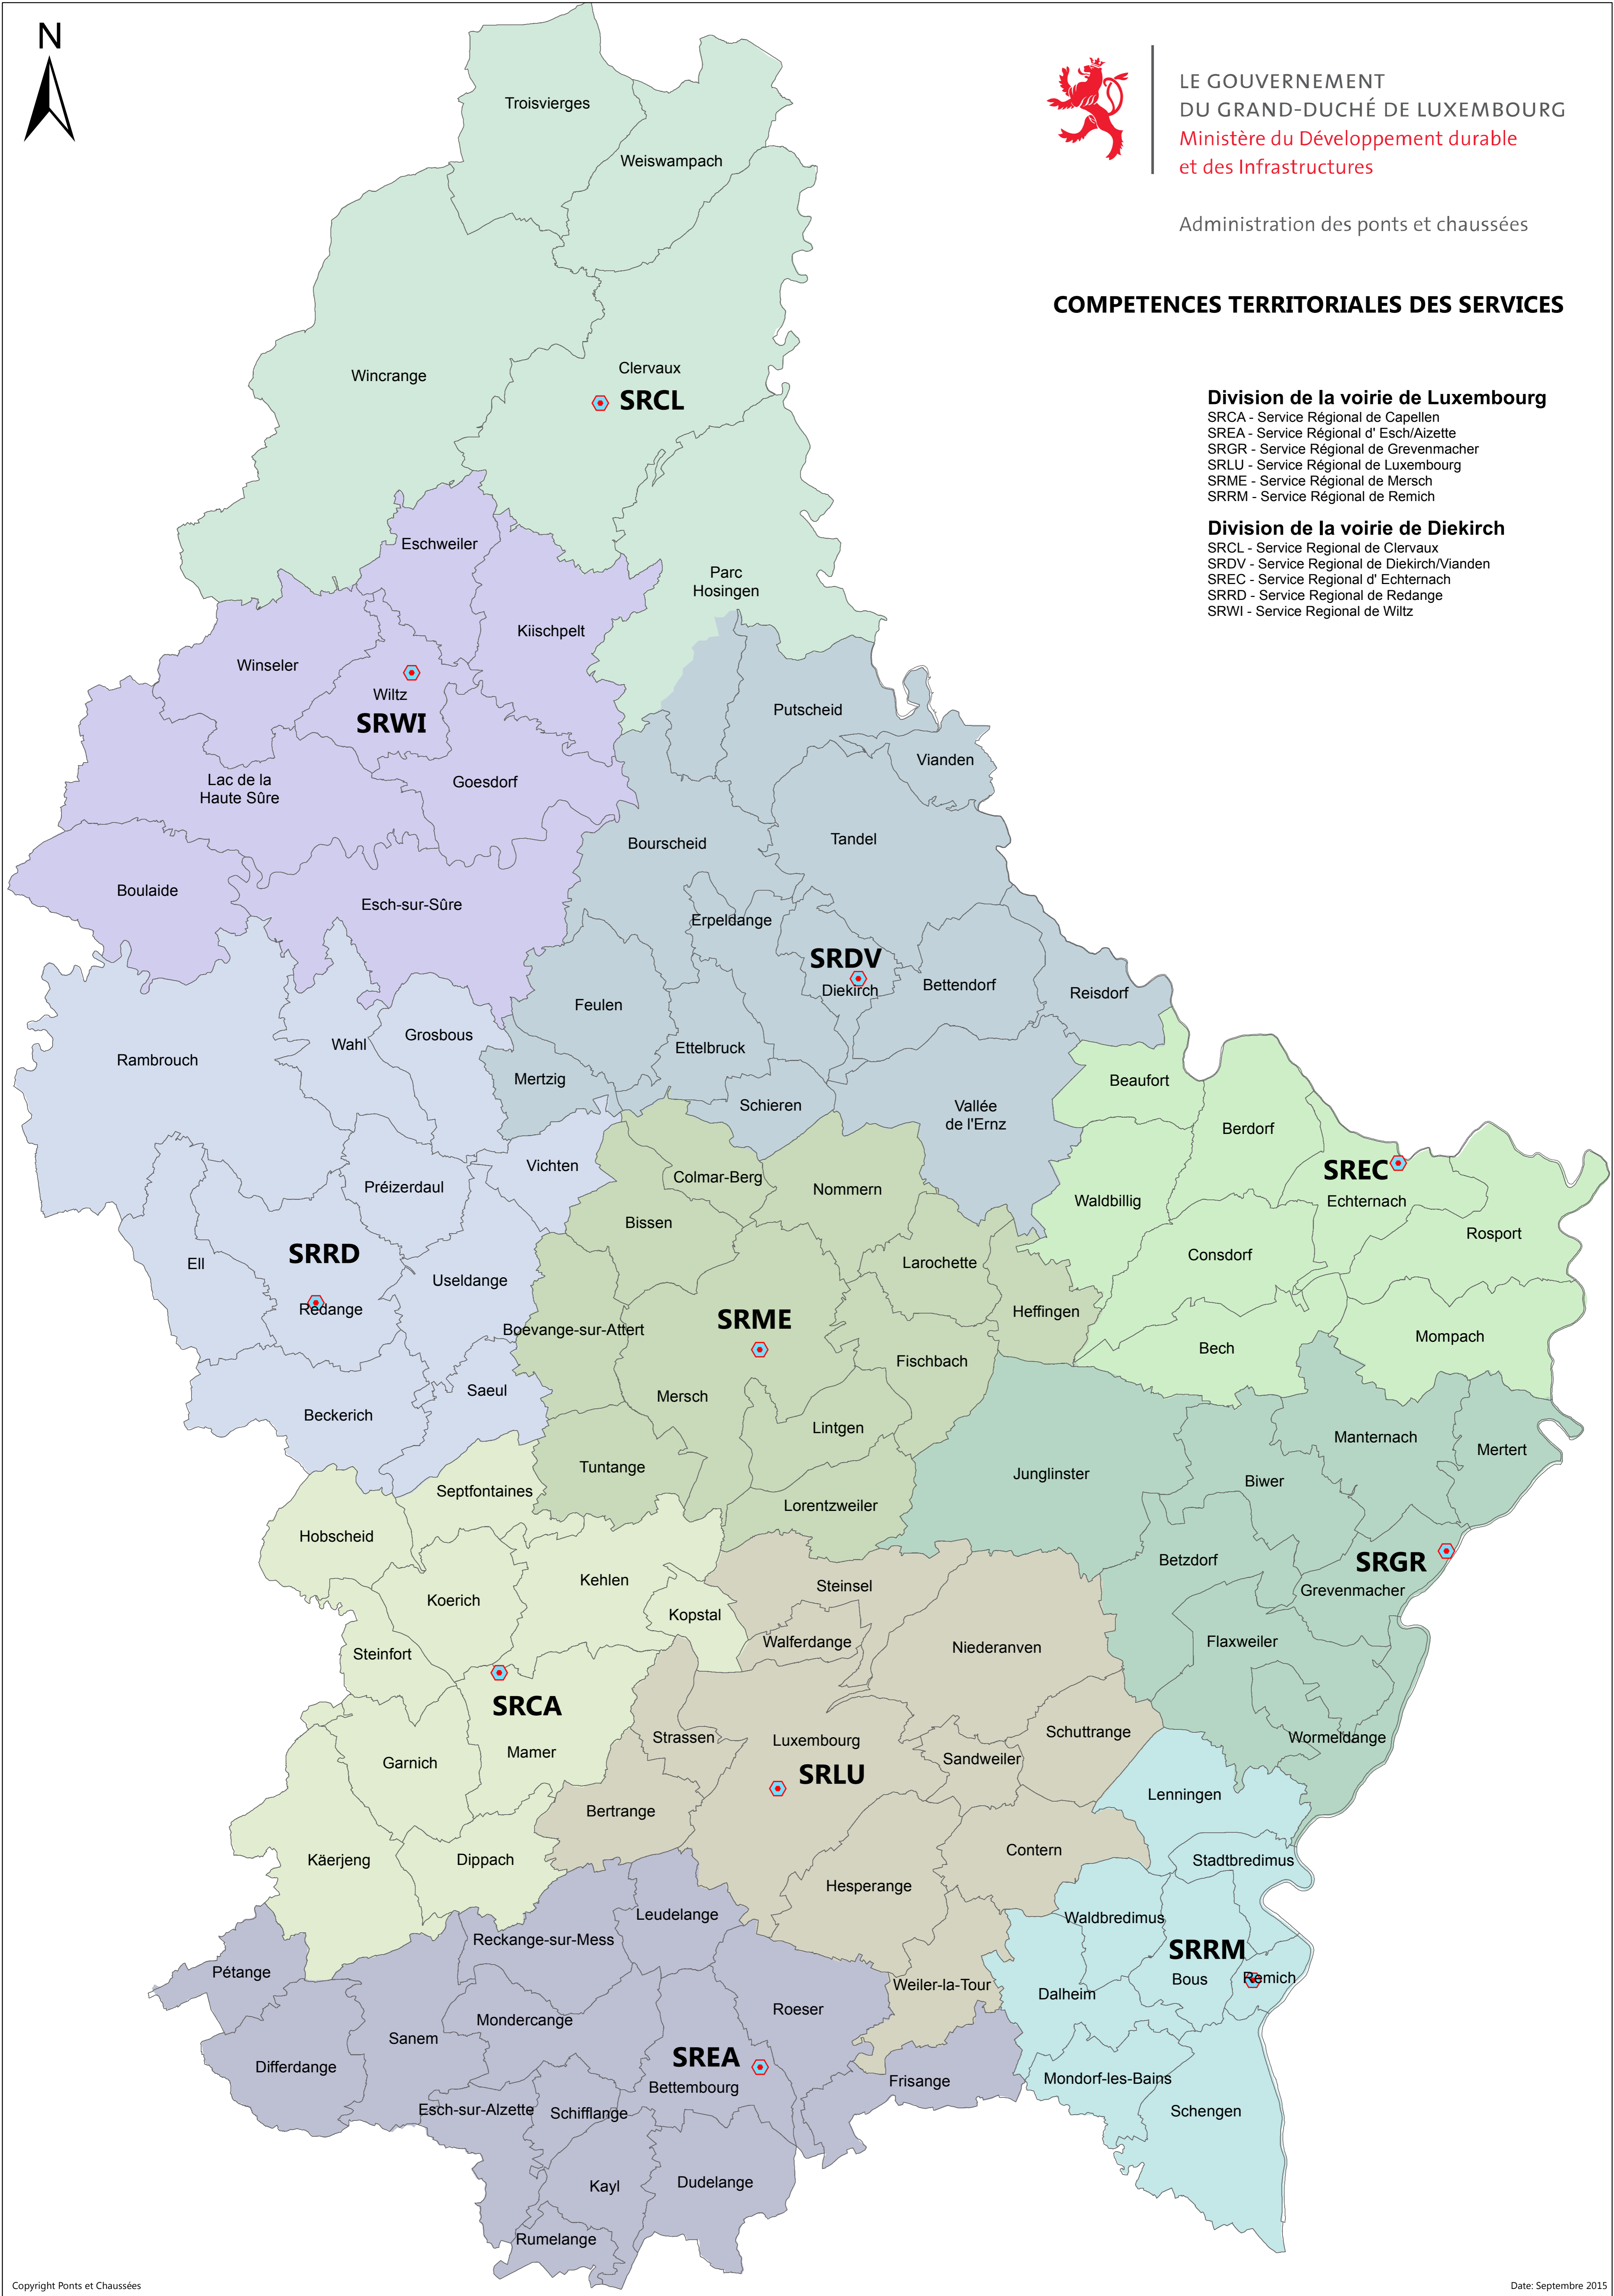 N
LE GOUVERNEMENT
DU GRAND-DUCHÉ DE LUXEMBOURG
Ministère du Développement durable
et des Infrastructures
Administration des ponts et chaussées
COMPETENCES TERRITORIALES DES SERVICES
Division de la voirie de Luxembourg
SRCA - Service Régional de Capellen
SREA - Service Régional d' Esch/Aizette
SRGR - Service Régional de Grevenmacher
SRLU - Service Régional de Luxembourg
SRME - Service Régional de Mersch
SRRM - Service Régional de Remich
Division de la voirie de Diekirch
SRCL - Service Regional de Clervaux
SRDV - Service Regional de Diekirch/Vianden
SREC - Service Regional d' Echternach
SRRD - Service Regional de Redange
SRWI - Service Regional de Wiltz
Troisvierges
Weiswampach
Wincrange
Clervaux
SRCL
Eschweiler
Parc
Hosingen
Kiischpelt
Winseler
Wiltz
SRWI
Putscheid
Vianden
Lac de la
Haute Sûre
Goesdorf
Bourscheid
Tandel
Boulaide
Esch-sur-Sûre
Erpeldange
SRDV
Diekirch
Bettendorf
Reisdorf
Feulen
Rambrouch
Wahl
Grosbous
Ettelbruck
Mertzig
Schieren
Vallée
de l'Ernz
Beaufort
Berdorf
Vichten
Colmar-Berg
Nommern
Préizerdaul
Waldbillig
SREC
Echternach
Bissen
Rosport
Ell
SRRD
Redange
Useldange
Larochette
Consdorf
Heffingen
SRME
Boevange-sur-Attert
Bech
Mompach
Fischbach
Saeul
Mersch
Beckerich
Lintgen
Manternach
Mertert
Tuntange
Junglinster
Biwer
Septfontaines
Lorentzweiler
Hobscheid
Betzdorf
SRGR
Grevenmacher
Kehlen
Steinsel
Koerich
Kopstal
Walferdange
Niederanven
Flaxweiler
Steinfort
SRCA
Mamer
Garnich
Strassen
Luxembourg
SRLU
Sandweiler
Schuttrange
Wormeldange
Lenningen
Bertrange
Contern
Stadtbredimus
Käerjeng
Dippach
Hesperange
Leudelange
Waldbredimus
Reckange-sur-Mess
SRRM
Bous
Remich
Pétange
Weiler-la-Tour
Dalheim
Roeser
Mondercange
Sanem
Differdange
SREA
Bettembourg
Frisange
Mondorf-les-Bains
Esch-sur-Alzette
Schifflange
Schengen
Kayl
Dudelange
Rumelange
Copyright Ponts et Chaussées
Date: Septembre 2015